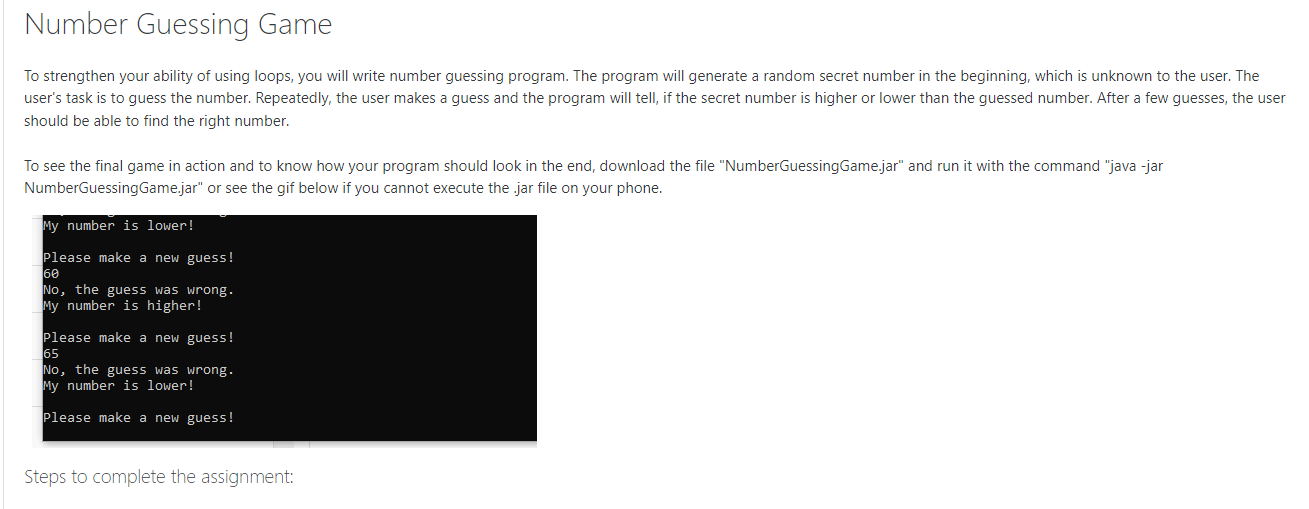 Number Guessing Game
To strengthen your ability of using loops, you will write number guessing program. The program will generate a random secret number in the beginning, which is unknown to the user. The
user's task is to guess the number. Repeatedly, the user makes a guess and the program will tell, if the secret number is higher or lower than the guessed number. After a few guesses, the user
should be able to find the right number.
To see the final game in action and to know how your program should look in the end, download the file "NumberGuessingGame.jar" and run it with the command "java -jar
NumberGuessingGame.jar" or see the gif below if you cannot execute the .jar file on your phone.
My number is lower!
Please make a new guess!
60
No, the guess was wrong.
My number is higher!
Please make a new guess!
65
No, the guess was wrong.
My number is lower!
Please make a new guess!
Steps to complete the assignment: